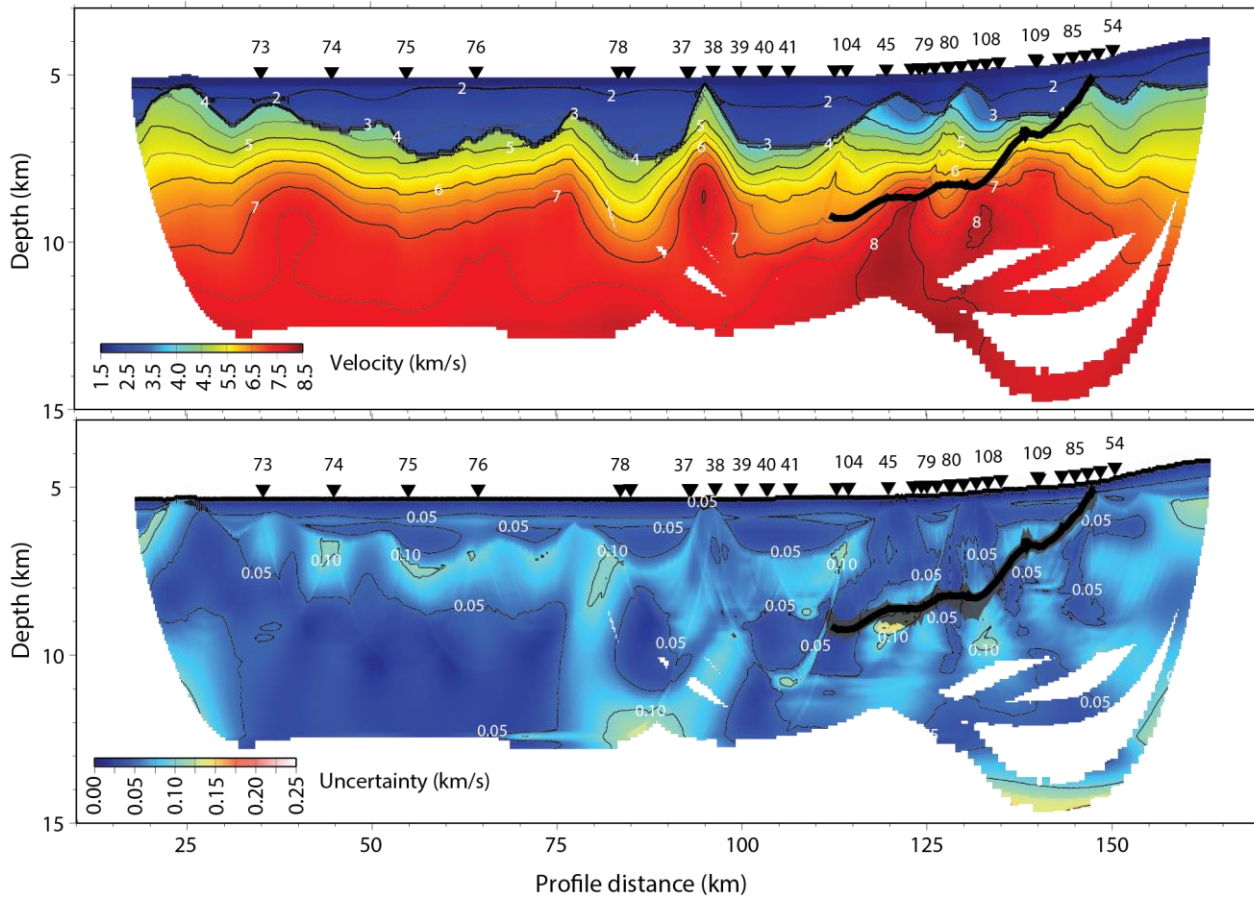 73 74 75 76 78 37 38 39 40 41 104 45 79 80 108 109 85 54
5
2 2 2 2 2 2
4 3 4 3 5 3 4 3 4
5 5 4 6 5 6
6 7
7 7 7 8 8
10
Depth (km)
Velocity (km/s)
1.5 2.5 3.5 4.0 4.5 5.5 6.5 7.5 8.5
15
73 74 75 76 78 37 38 39 40 41 104 45 79 80 108 109 85 54
5
0.05 0.05 0.05 0.05
0.10 0.10 0.05 0.10 0.05 0.05
0.05 0.05 0.05 0.05 0.05
0.05 0.05 0.10 0.10
10
0.10
0.05 0.05 0.05
Depth (km)
Uncertainty (km/s)
0.00 0.05 0.10 0.15 0.20 0.25
15
25 50 75 100 125 150
Profile distance (km)